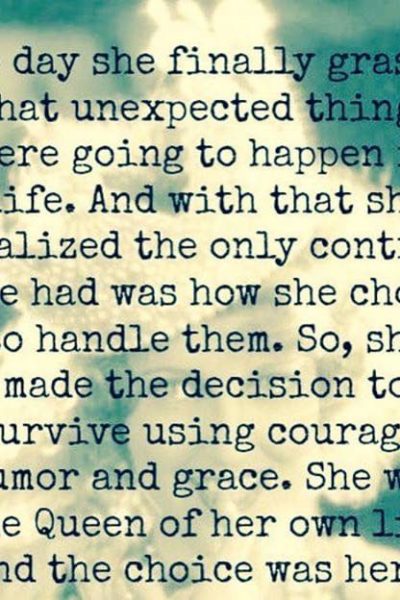 day she finally gras
hat unexpected thing
ere going to happen
life. And with that sh
alized the only cont
e had was how she cho
o handle them. So, sh
made the decision to
urvive using courag
umor and grace. She w
e Queen of her own li
nd the choice was her